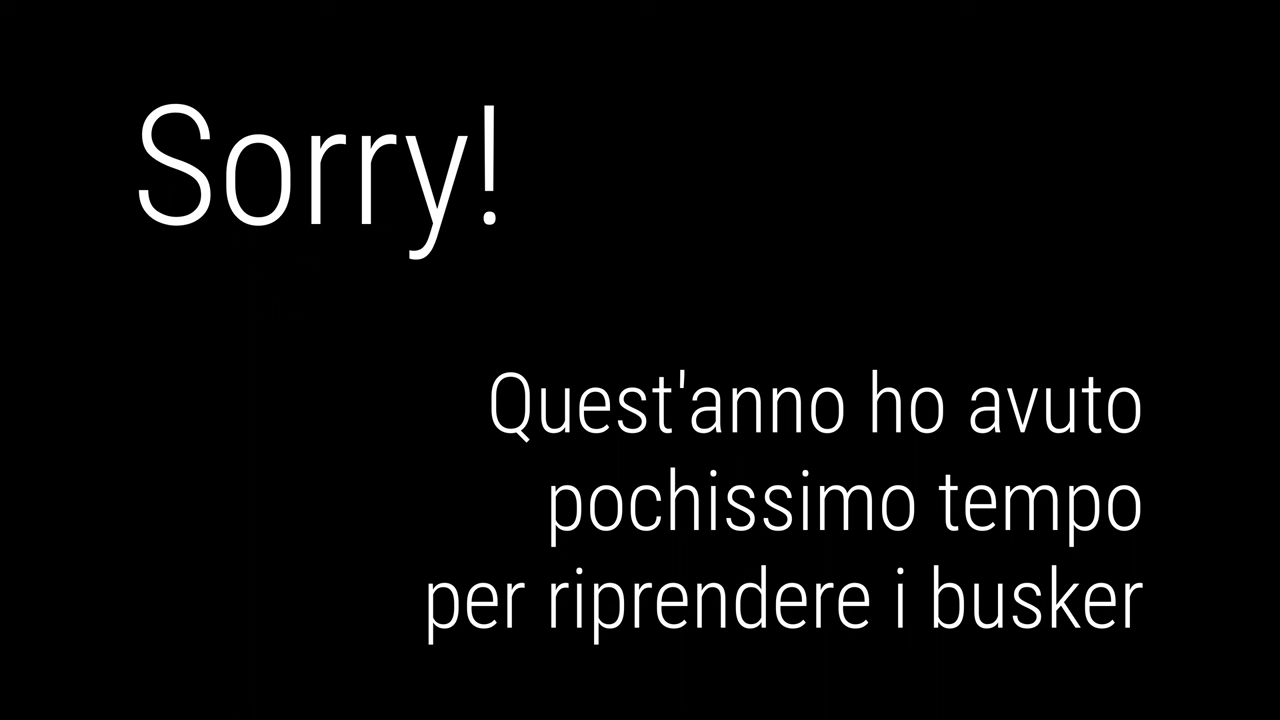 Sorry!
Quest'anno ho avuto
pochissimo tempo
per riprendere i busker